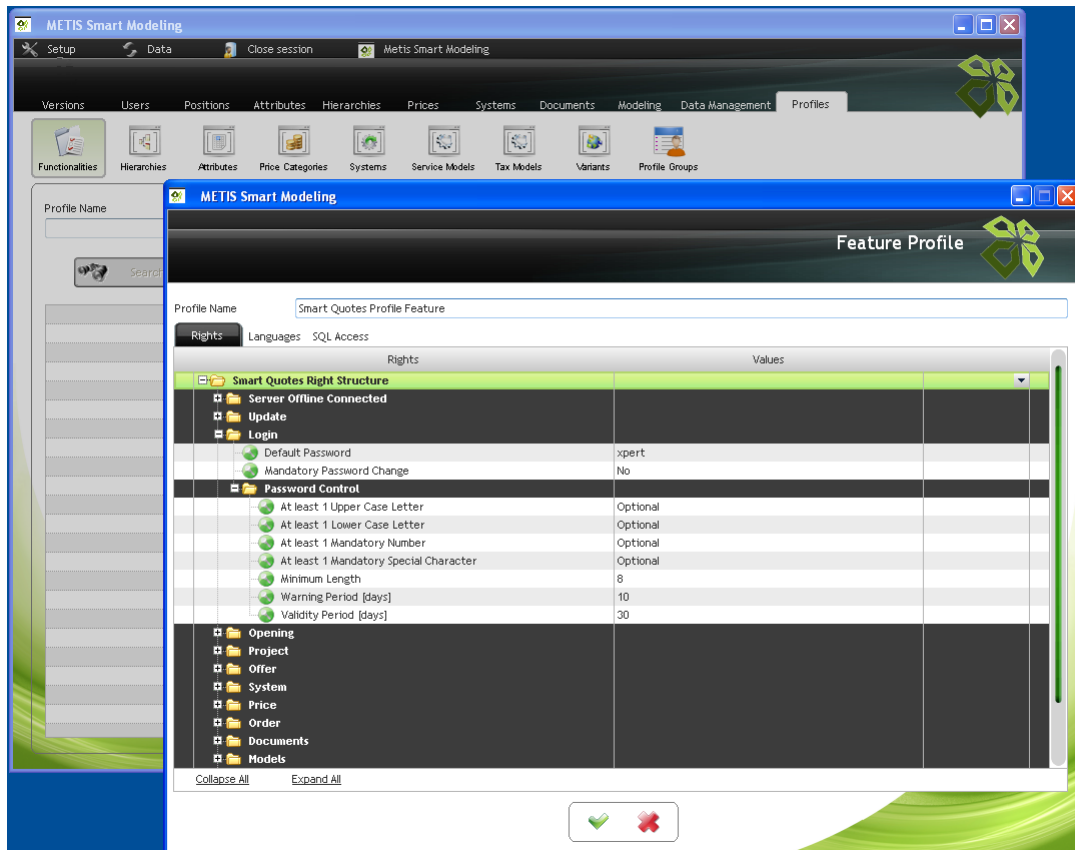 METIS Smart Modeling
Setup Data Close session Metis Smart Modeling
Versions Users Positions Attributes Hierarchies Prices Systems Documents Modeling Data Management Profiles
Functionalities Hierarchies Attributes Price Categories Systems Service Models Tax Models Variants Profile Groups
Profile Name
Search
METIS Smart Modeling
Feature Profile
Profile Name Smart Quotes Profile Feature
Rights Languages SQL Access
Rights Values
Smart Quotes Right Structure
Server Offline Connected
Update
Login
Default Password xpert
Mandatory Password Change No
Password Control
At least 1 Upper Case Letter Optional
At least 1 Lower Case Letter Optional
At least 1 Mandatory Number Optional
At least 1 Mandatory Special Character Optional
Minimum Length 8
Warning Period [days] 10
Validity Period [days] 30
Opening
Project
Offer
System
Price
Order
Documents
Models
Collapse All Expand All